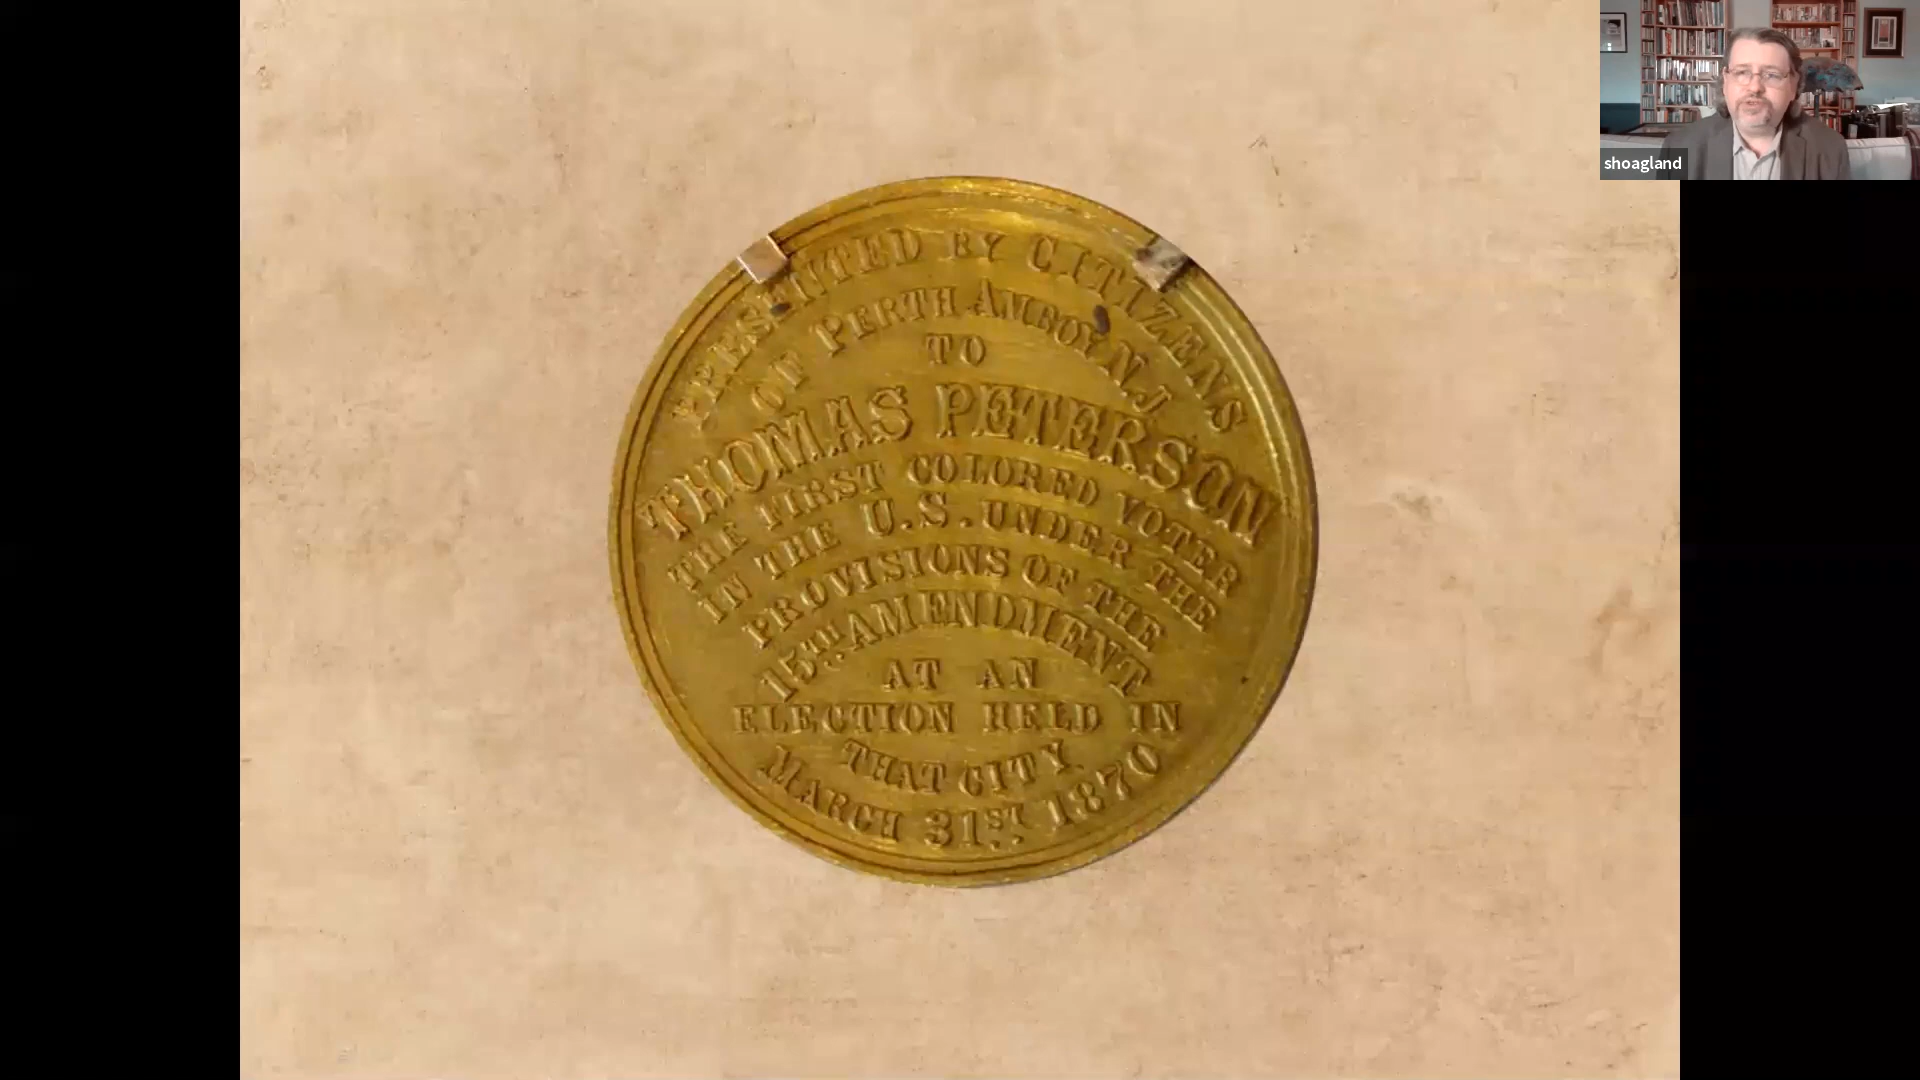 PRESENTED BY CITIZENS
OF PERTH AMBOY N.J.
TO
THOMAS PETERSON
THE FIRST COLORED VOTER
IN THE U.S. UNDER THE
PROVISIONS OF THE
15TH AMENDMENT
AT AN
ELECTION HELD IN
THAT CITY
MARCH 31ST 1870
shoagland